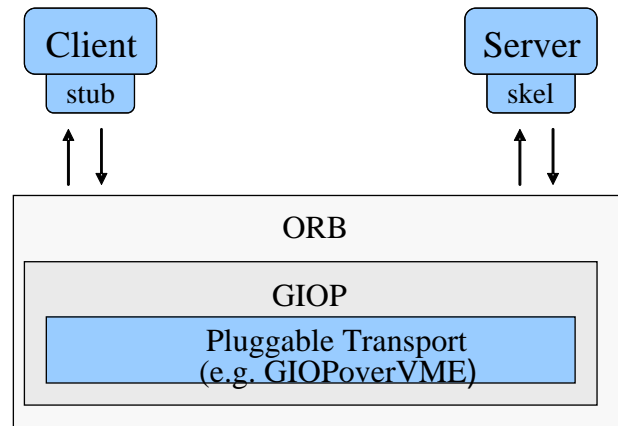 Client
stub
Server
skel
ORB
GIOP
Pluggable Transport
(e.g. GIOPoverVME)